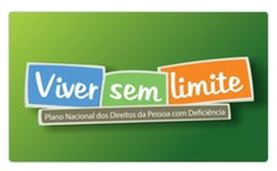 Viver sem limite
Plano Nacional dos Direitos da Pessoa com Deficiência